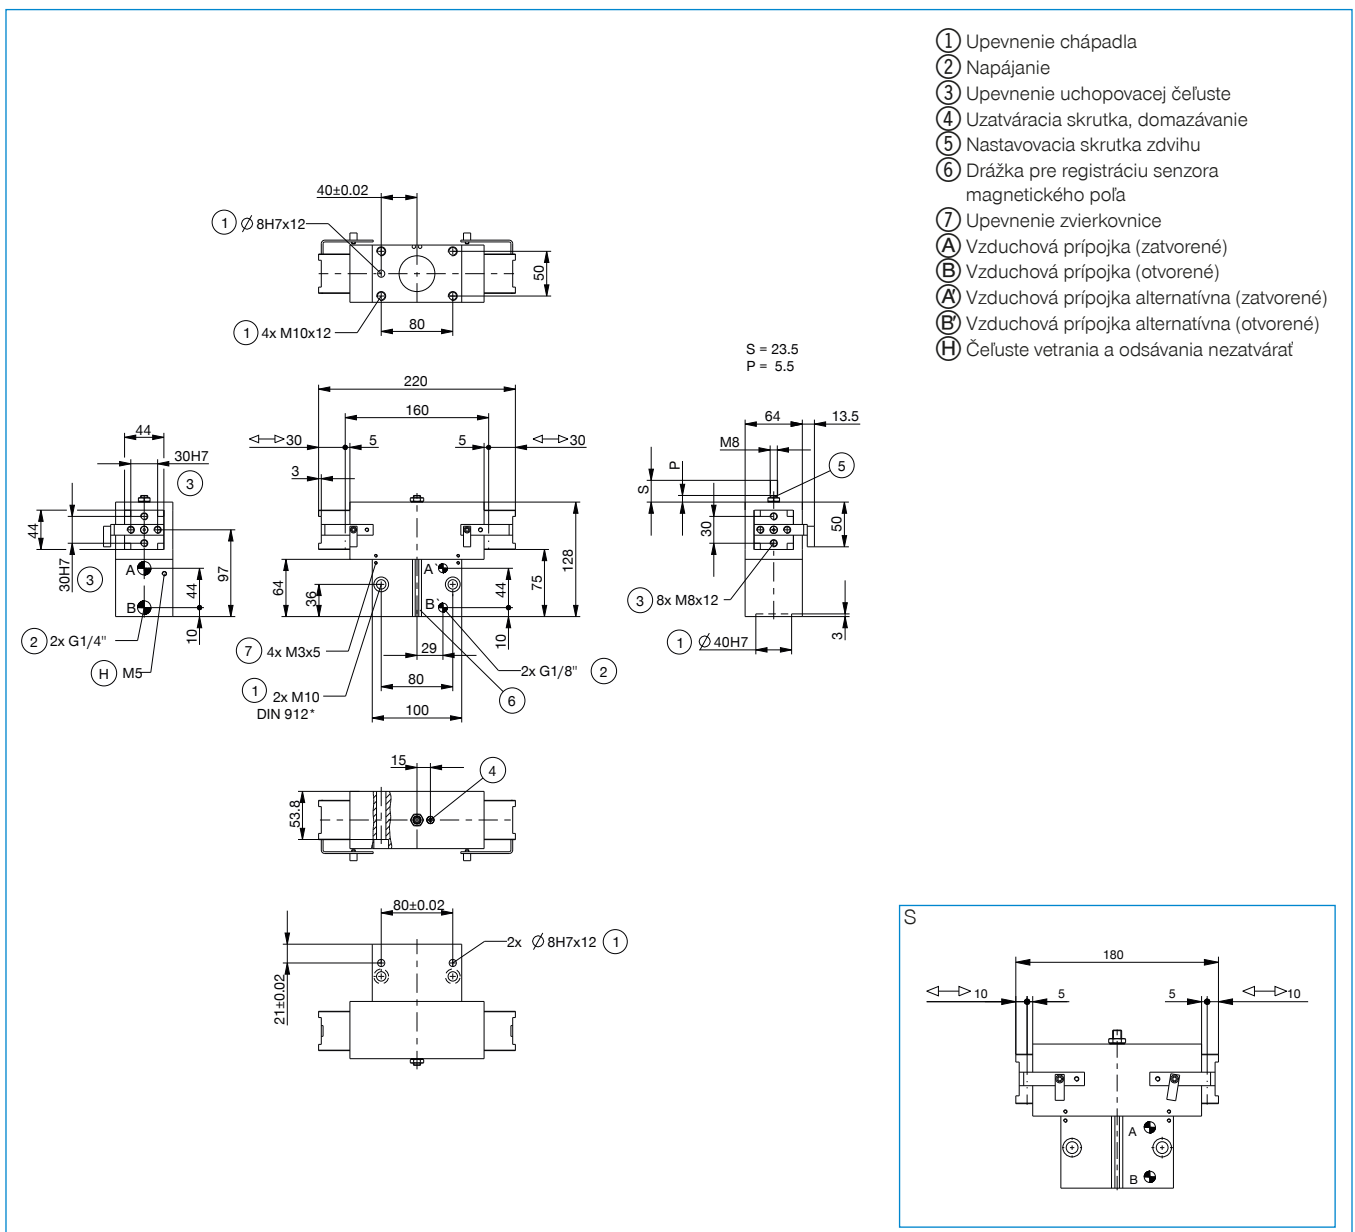 1 Upevnenie chápadla
2 Napájanie
3 Upevnenie uchopovacej čeľuste
4 Uzatváracia skrutka, domazávanie
5 Nastavovacia skrutka zdvihu
6 Drážka pre registráciu senzora
magnetického poľa
7 Upevnenie zvierkovnice
A Vzduchová prípojka (zatvorené)
B Vzduchová prípojka (otvorené)
A' Vzduchová prípojka alternatívna (zatvorené)
B' Vzduchová prípojka alternatívna (otvorené)
H Čeľuste vetrania a odsávania nezatvárať
40±0.02
1 Ø 8H7x12
50
1 4x M10x12
80
S = 23.5
P = 5.5
220
160
30 5 5 30
3
44
30H7
3
44
30H7
3
A
B
97
44
10
2 2x G1/4"
H M5
64
36
A'
B'
128
75
44
10
7 4x M3x5
29
2x G1/8" 2
80
1 2x M10
DIN 912*
100
6
64 13.5
M8
P
S
5
30
50
3 8x M8x12
1 Ø 40H7
3
15
4
53.8
80±0.02
2x Ø 8H7x12 1
21±0.02
S
180
10 5 5 10
A
B